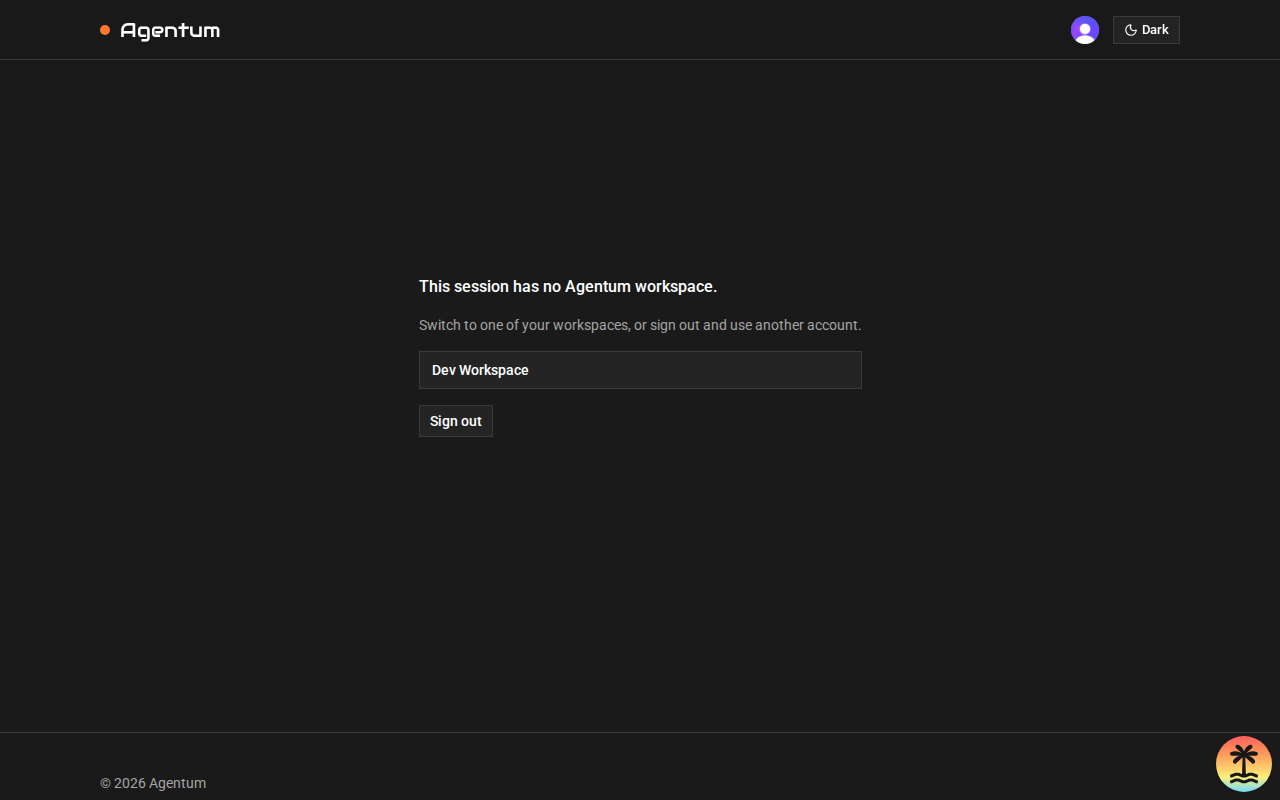 Agentum
Dark
This session has no Agentum workspace.
Switch to one of your workspaces, or sign out and use another account.
Dev Workspace
Sign out
© 2026 Agentum